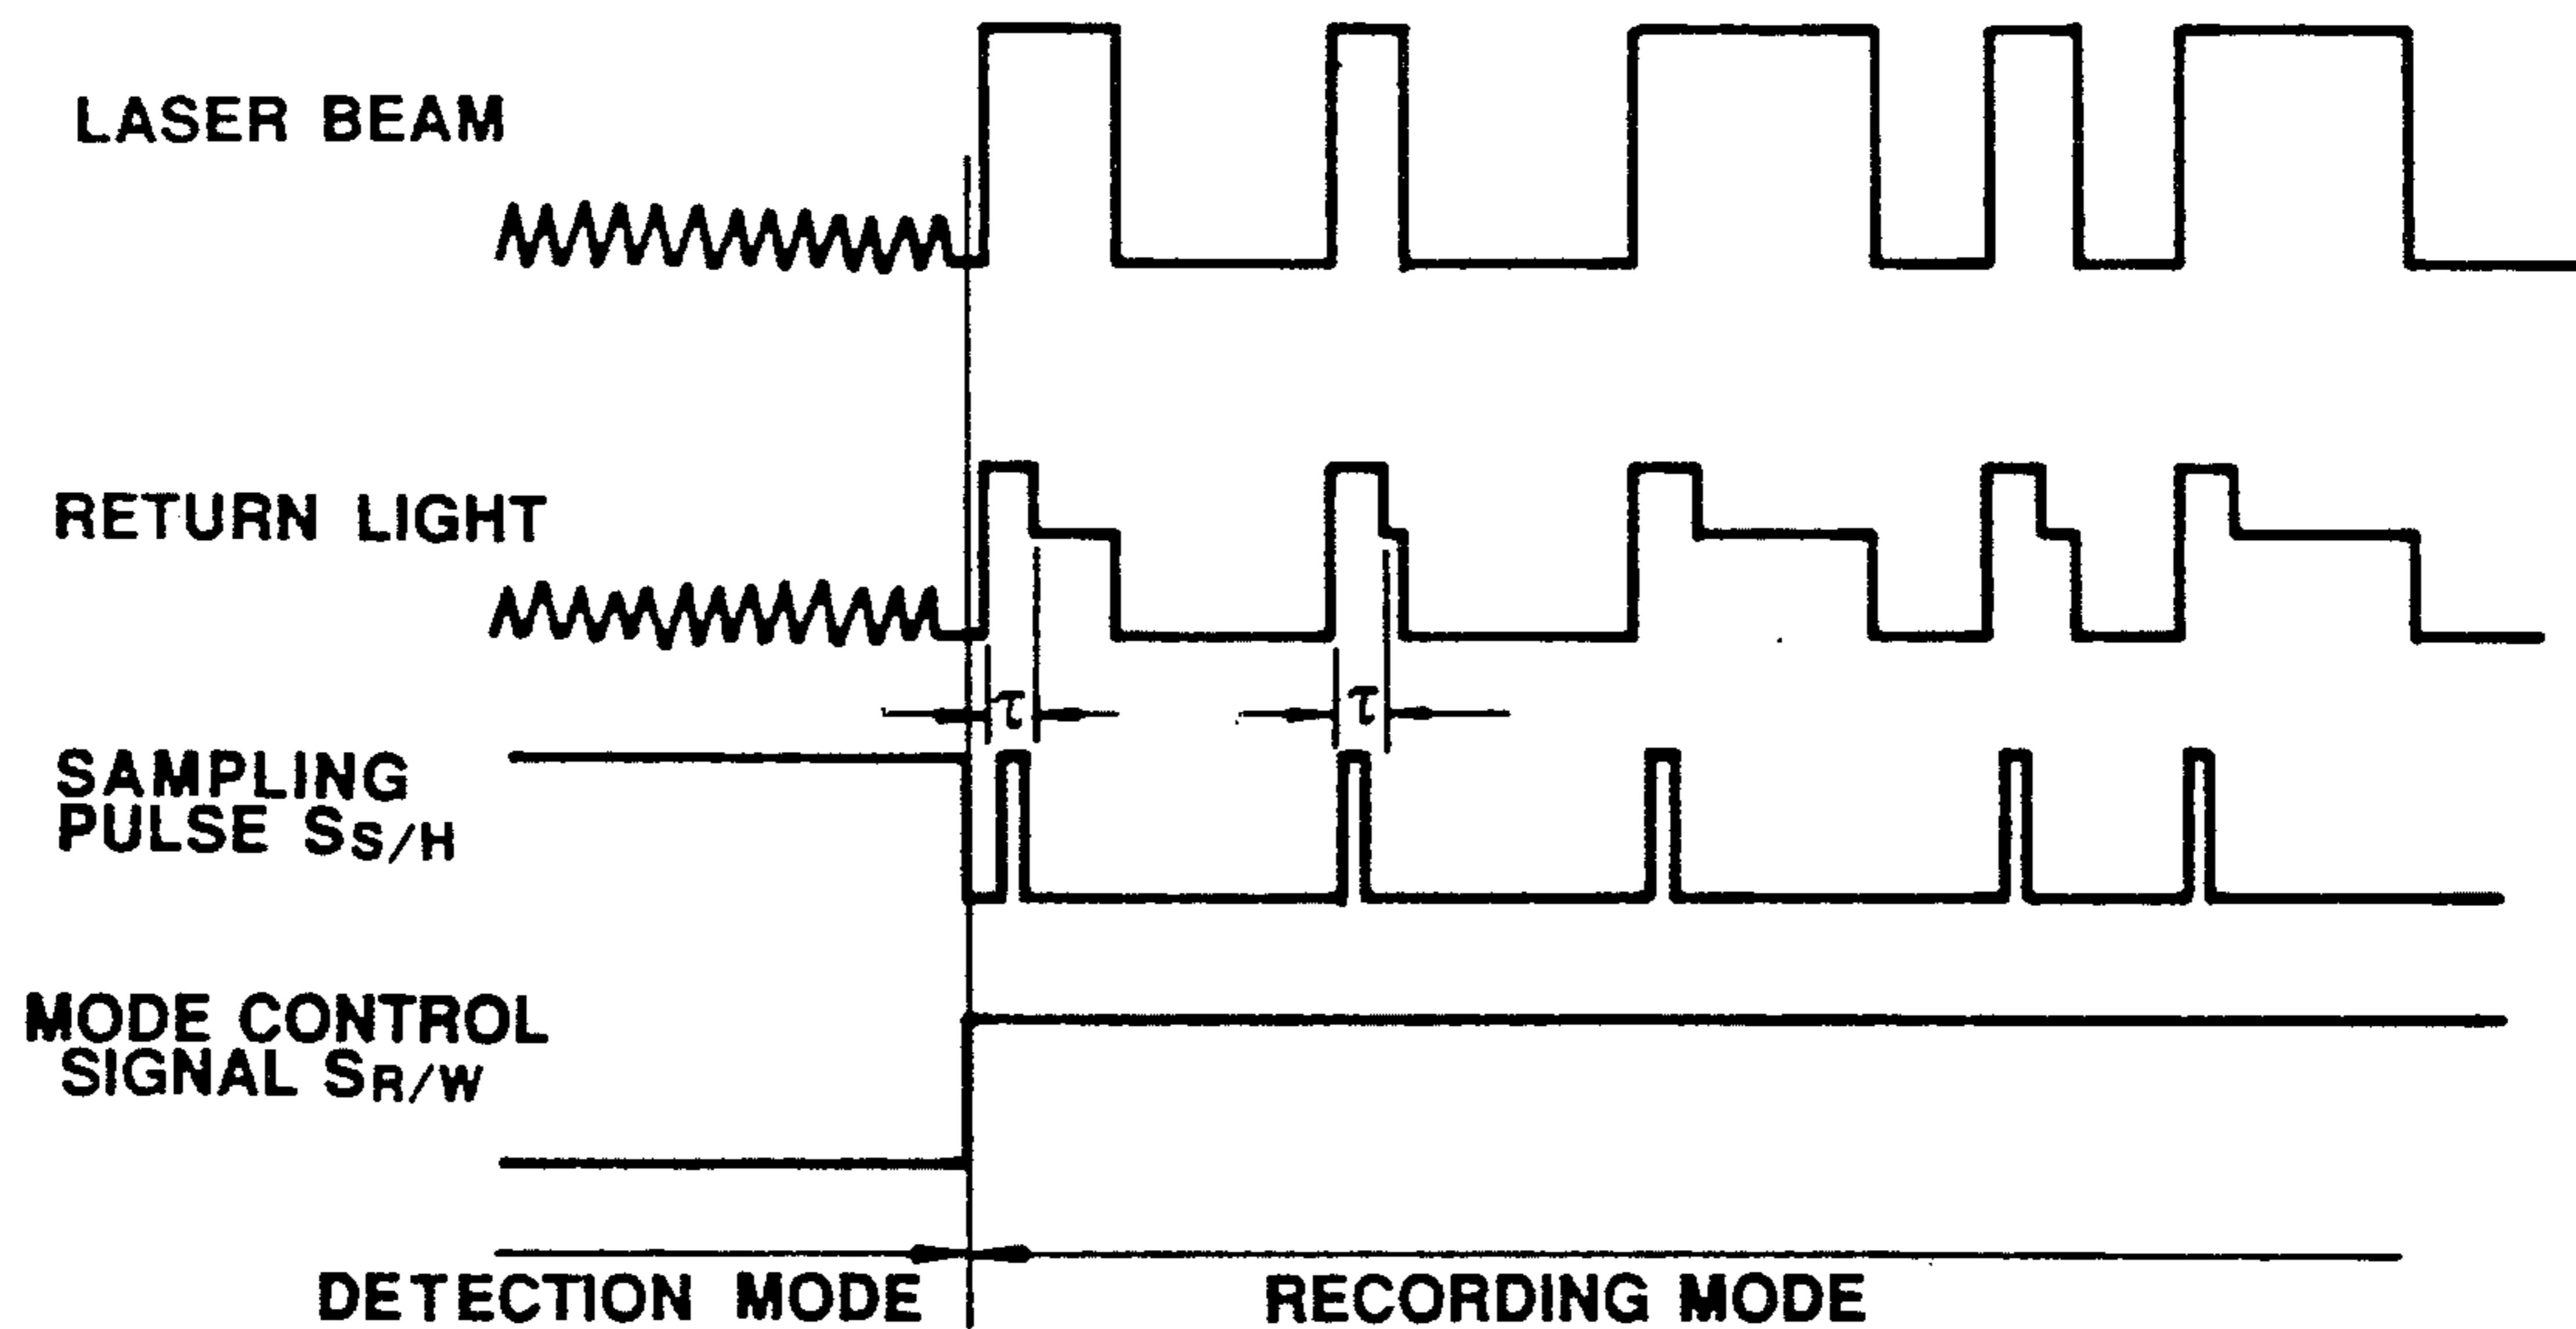 LASER BEAM
RETURN LIGHT
τ τ
SAMPLING
PULSE SS/H
MODE CONTROL
SIGNAL SR/W
DETECTION MODE RECORDING MODE